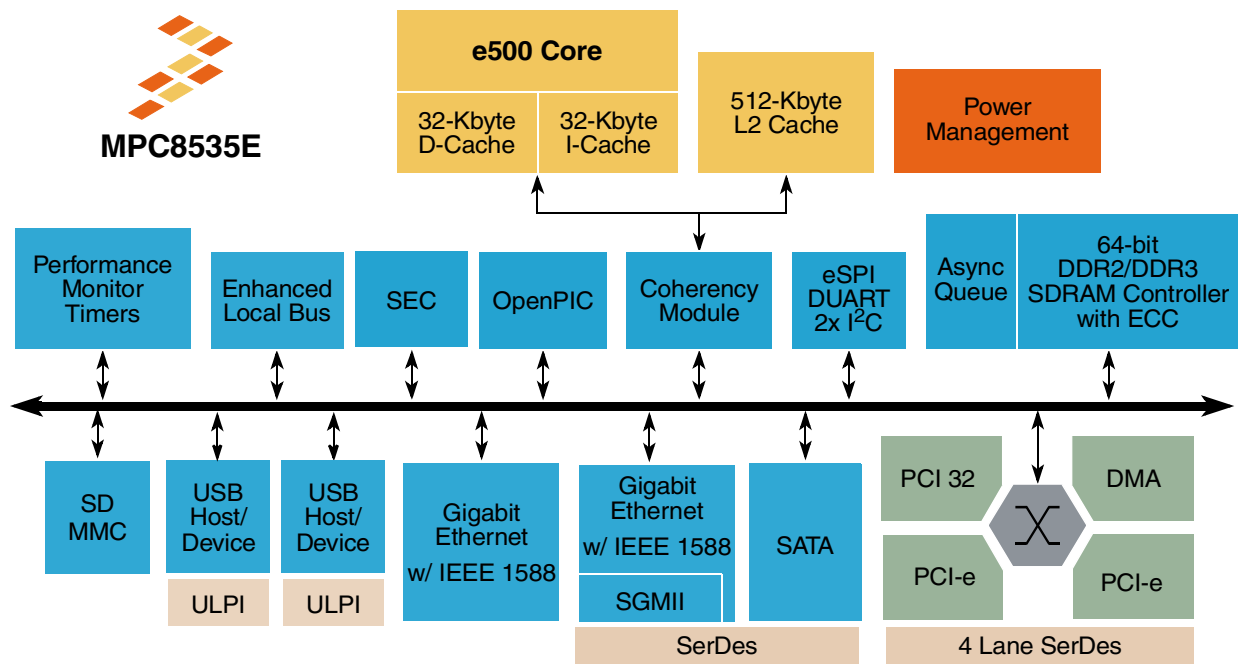 MPC8535E
e500 Core
32-Kbyte
D-Cache
32-Kbyte
I-Cache
512-Kbyte
L2 Cache
Power
Management
Performance
Monitor
Timers
Enhanced
Local Bus
SEC
OpenPIC
Coherency
Module
eSPI
DUART
2x I²C
Async
Queue
64-bit
DDR2/DDR3
SDRAM Controller
with ECC
SD
MMC
USB
Host/
Device
ULPI
USB
Host/
Device
ULPI
Gigabit
Ethernet
w/ IEEE 1588
Gigabit
Ethernet
w/ IEEE 1588
SGMII
SATA
SerDes
PCI 32
DMA
PCI-e
PCI-e
4 Lane SerDes